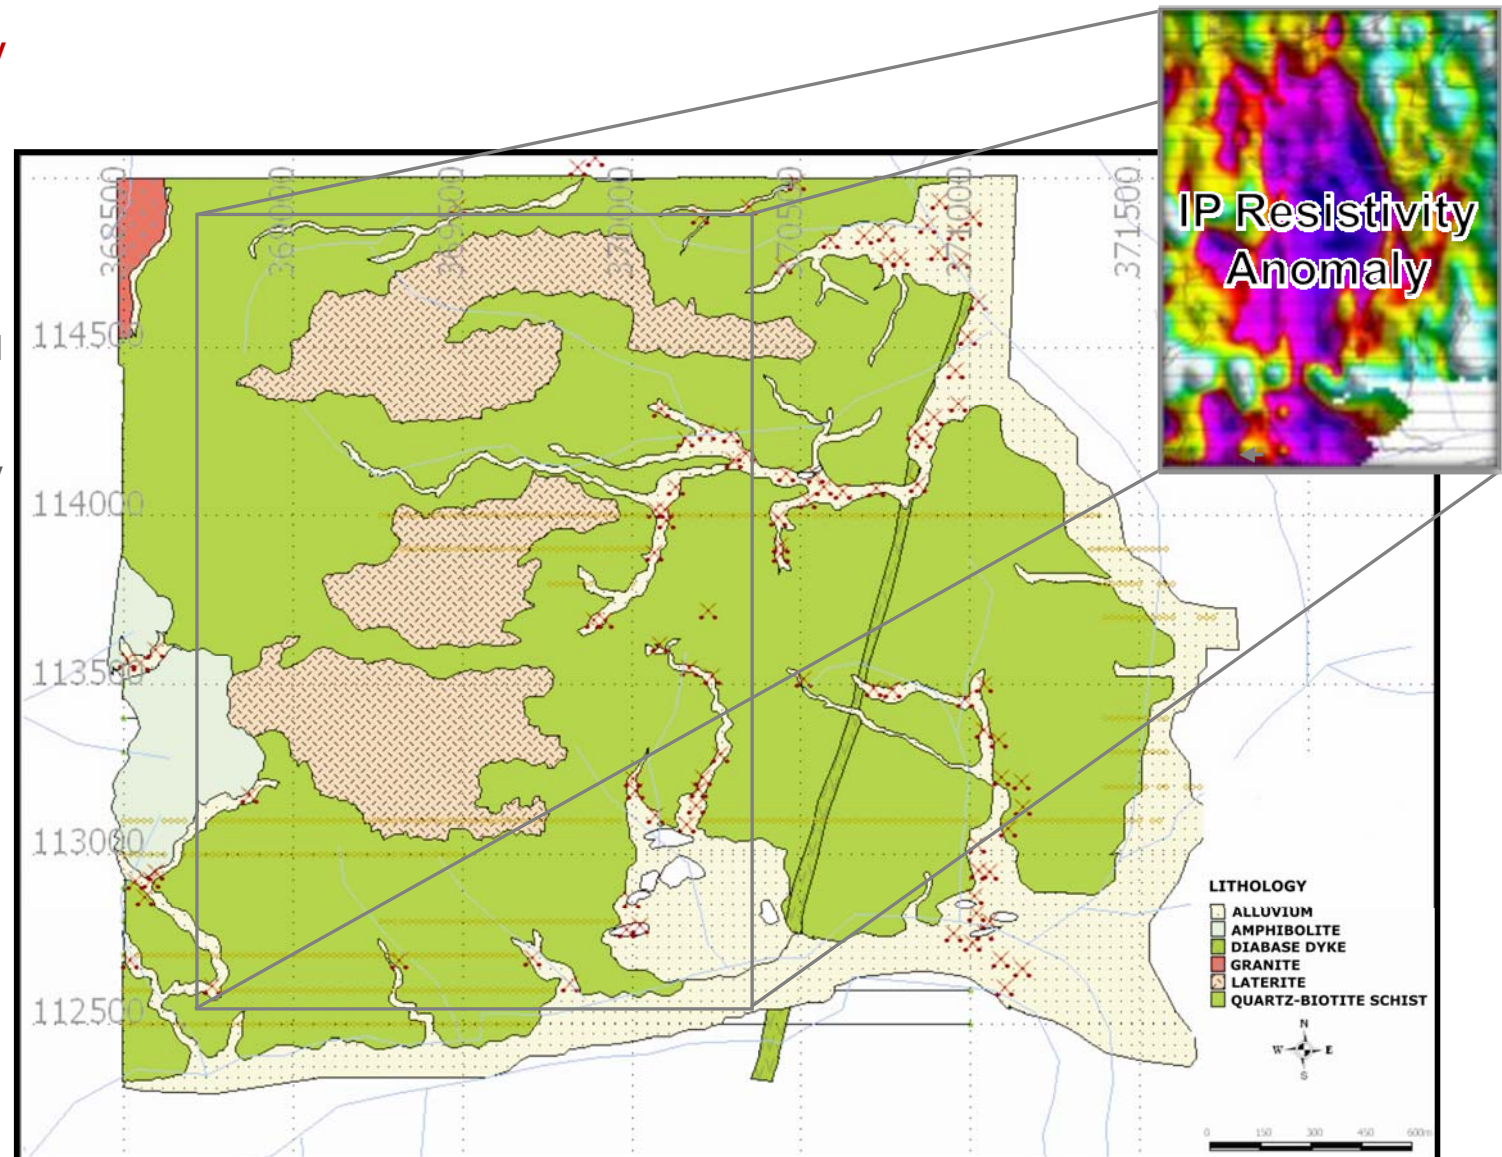 IP Resistivity
Anomaly
368500
369000
369500
370000
370500
371000
371500
114500
114000
113500
113000
112500
LITHOLOGY
ALLUVIUM
AMPHIBOLITE
DIABASE DYKE
GRANITE
LATERITE
QUARTZ-BIOTITE SCHIST
N
W E
S
0 150 300 450 600m